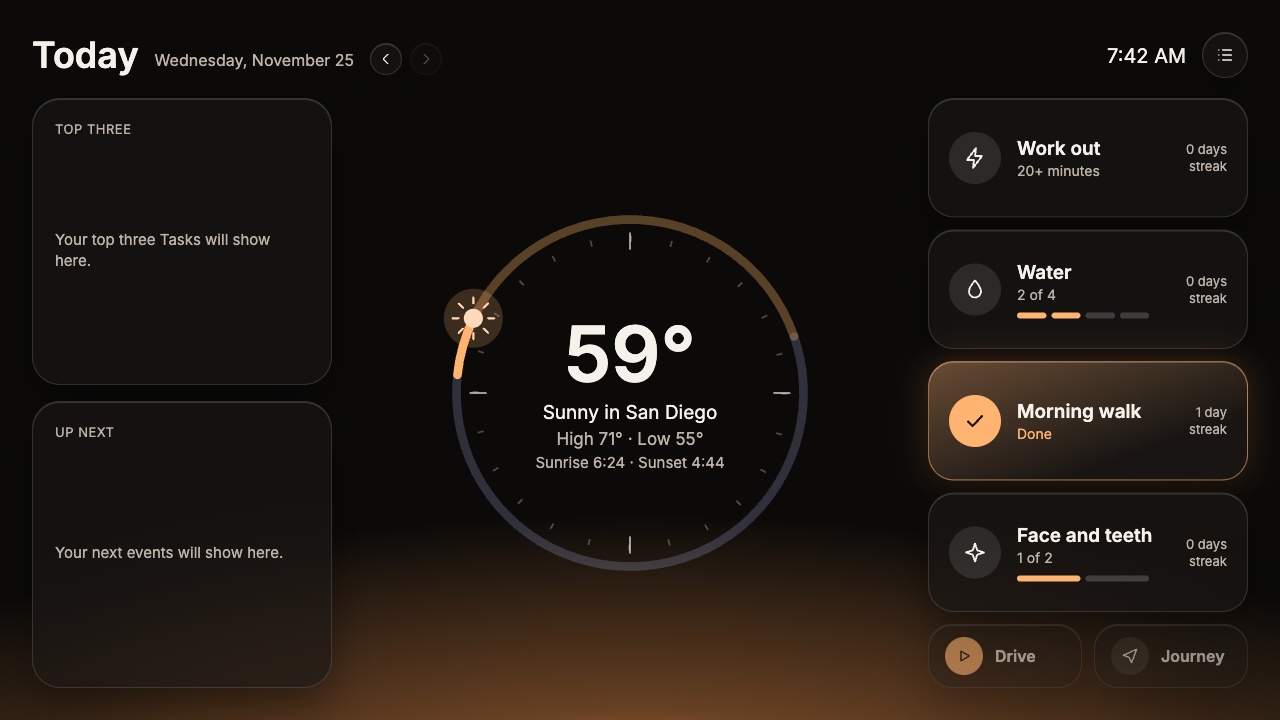 Today
Wednesday, November 25
7:42 AM
TOP THREE
Your top three Tasks will show
here.
UP NEXT
Your next events will show here.
59°
Sunny in San Diego
High 71° · Low 55°
Sunrise 6:24 · Sunset 4:44
Work out
20+ minutes
0 days
streak
Water
2 of 4
0 days
streak
Morning walk
Done
1 day
streak
Face and teeth
1 of 2
0 days
streak
Drive
Journey